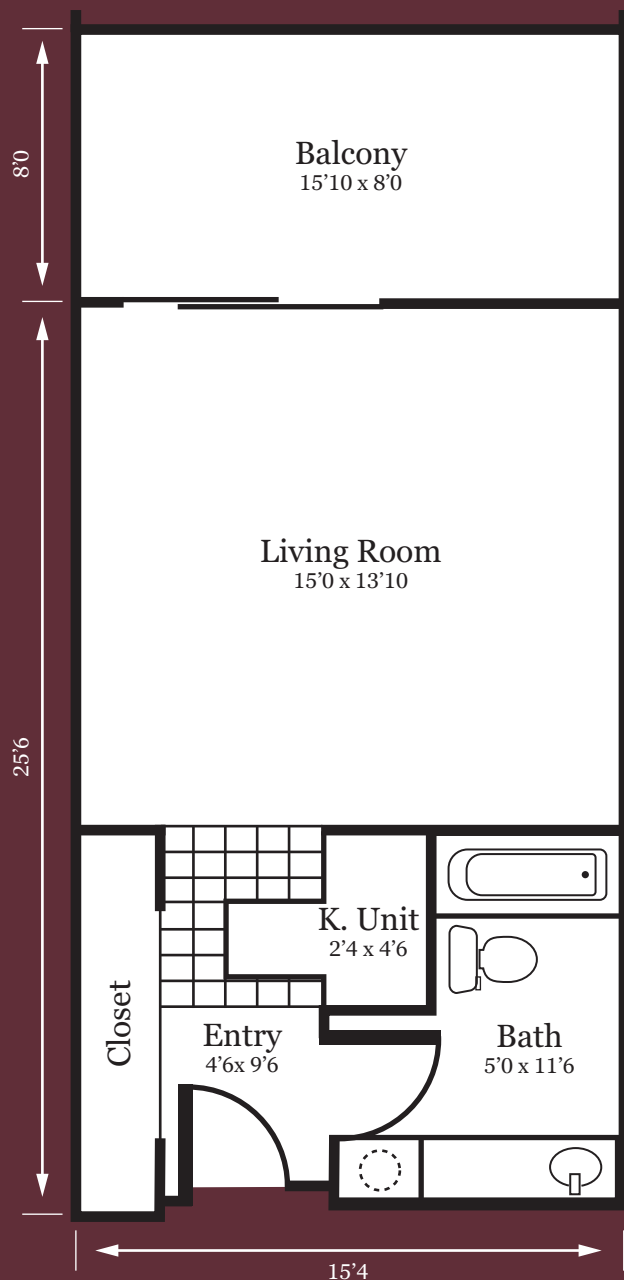 8’0
Balcony
15’10 x 8’0
Living Room
15’0 x 13’10
25’6
K. Unit
2’4 x 4’6
Closet
Entry
4’6x 9’6
Bath
5’0 x 11’6
15’4